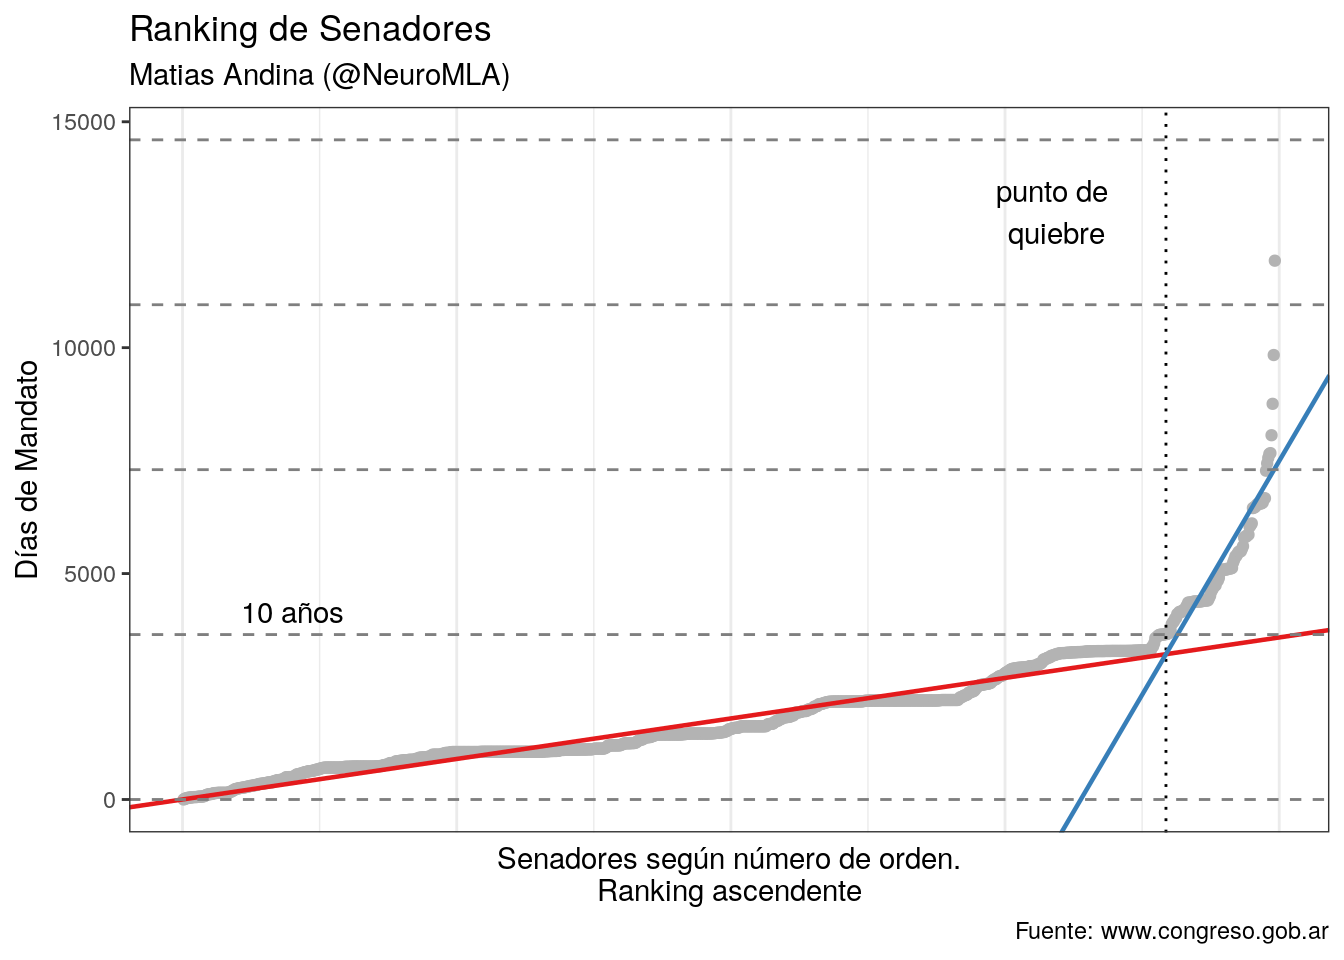 Ranking de Senadores
Matias Andina (@NeuroMLA)
15000
10000
5000
0
Días de Mandato
punto de
quiebre
10 años
Senadores según número de orden.
Ranking ascendente
Fuente: www.congreso.gob.ar